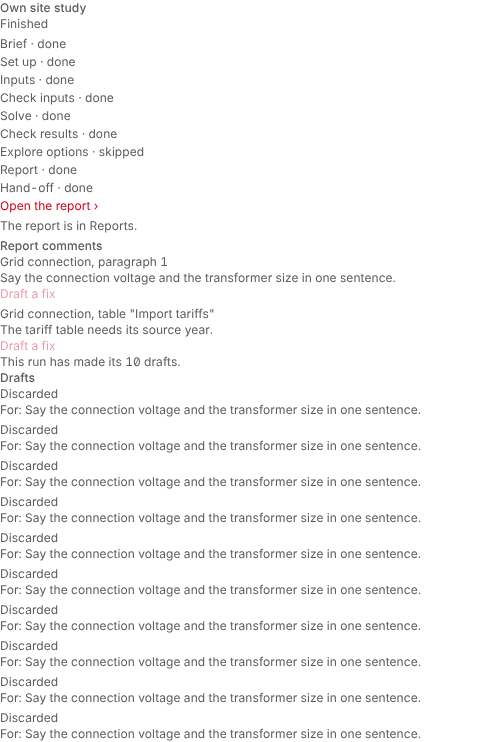 Own site study
Finished
Brief · done
Set up · done
Inputs · done
Check inputs · done
Solve · done
Check results · done
Explore options · skipped
Report · done
Hand-off · done
Open the report ›
The report is in Reports.
Report comments
Grid connection, paragraph 1
Say the connection voltage and the transformer size in one sentence.
Draft a fix
Grid connection, table "Import tariffs"
The tariff table needs its source year.
Draft a fix
This run has made its 10 drafts.
Drafts
Discarded
For: Say the connection voltage and the transformer size in one sentence.
Discarded
For: Say the connection voltage and the transformer size in one sentence.
Discarded
For: Say the connection voltage and the transformer size in one sentence.
Discarded
For: Say the connection voltage and the transformer size in one sentence.
Discarded
For: Say the connection voltage and the transformer size in one sentence.
Discarded
For: Say the connection voltage and the transformer size in one sentence.
Discarded
For: Say the connection voltage and the transformer size in one sentence.
Discarded
For: Say the connection voltage and the transformer size in one sentence.
Discarded
For: Say the connection voltage and the transformer size in one sentence.
Discarded
For: Say the connection voltage and the transformer size in one sentence.